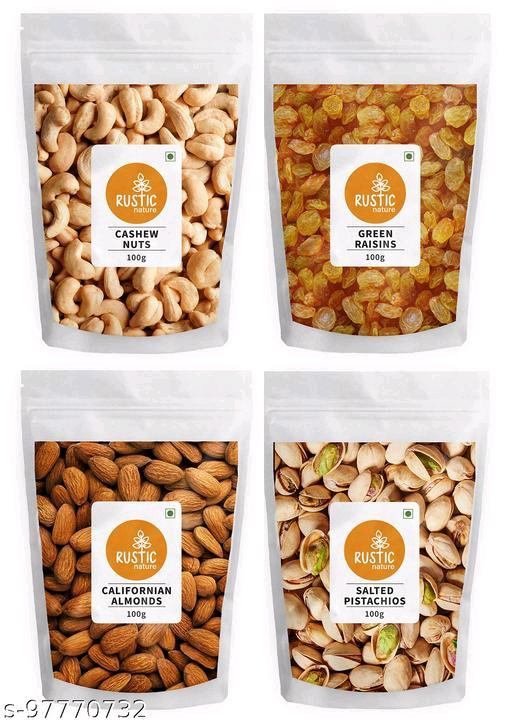 RUSTIC
nature
CASHEW
NUTS
100g
RUSTIC
nature
GREEN
RAISINS
100g
RUSTIC
nature
CALIFORNIAN
ALMONDS
100g
RUSTIC
nature
SALTED
PISTACHIOS
100g
s-97770732